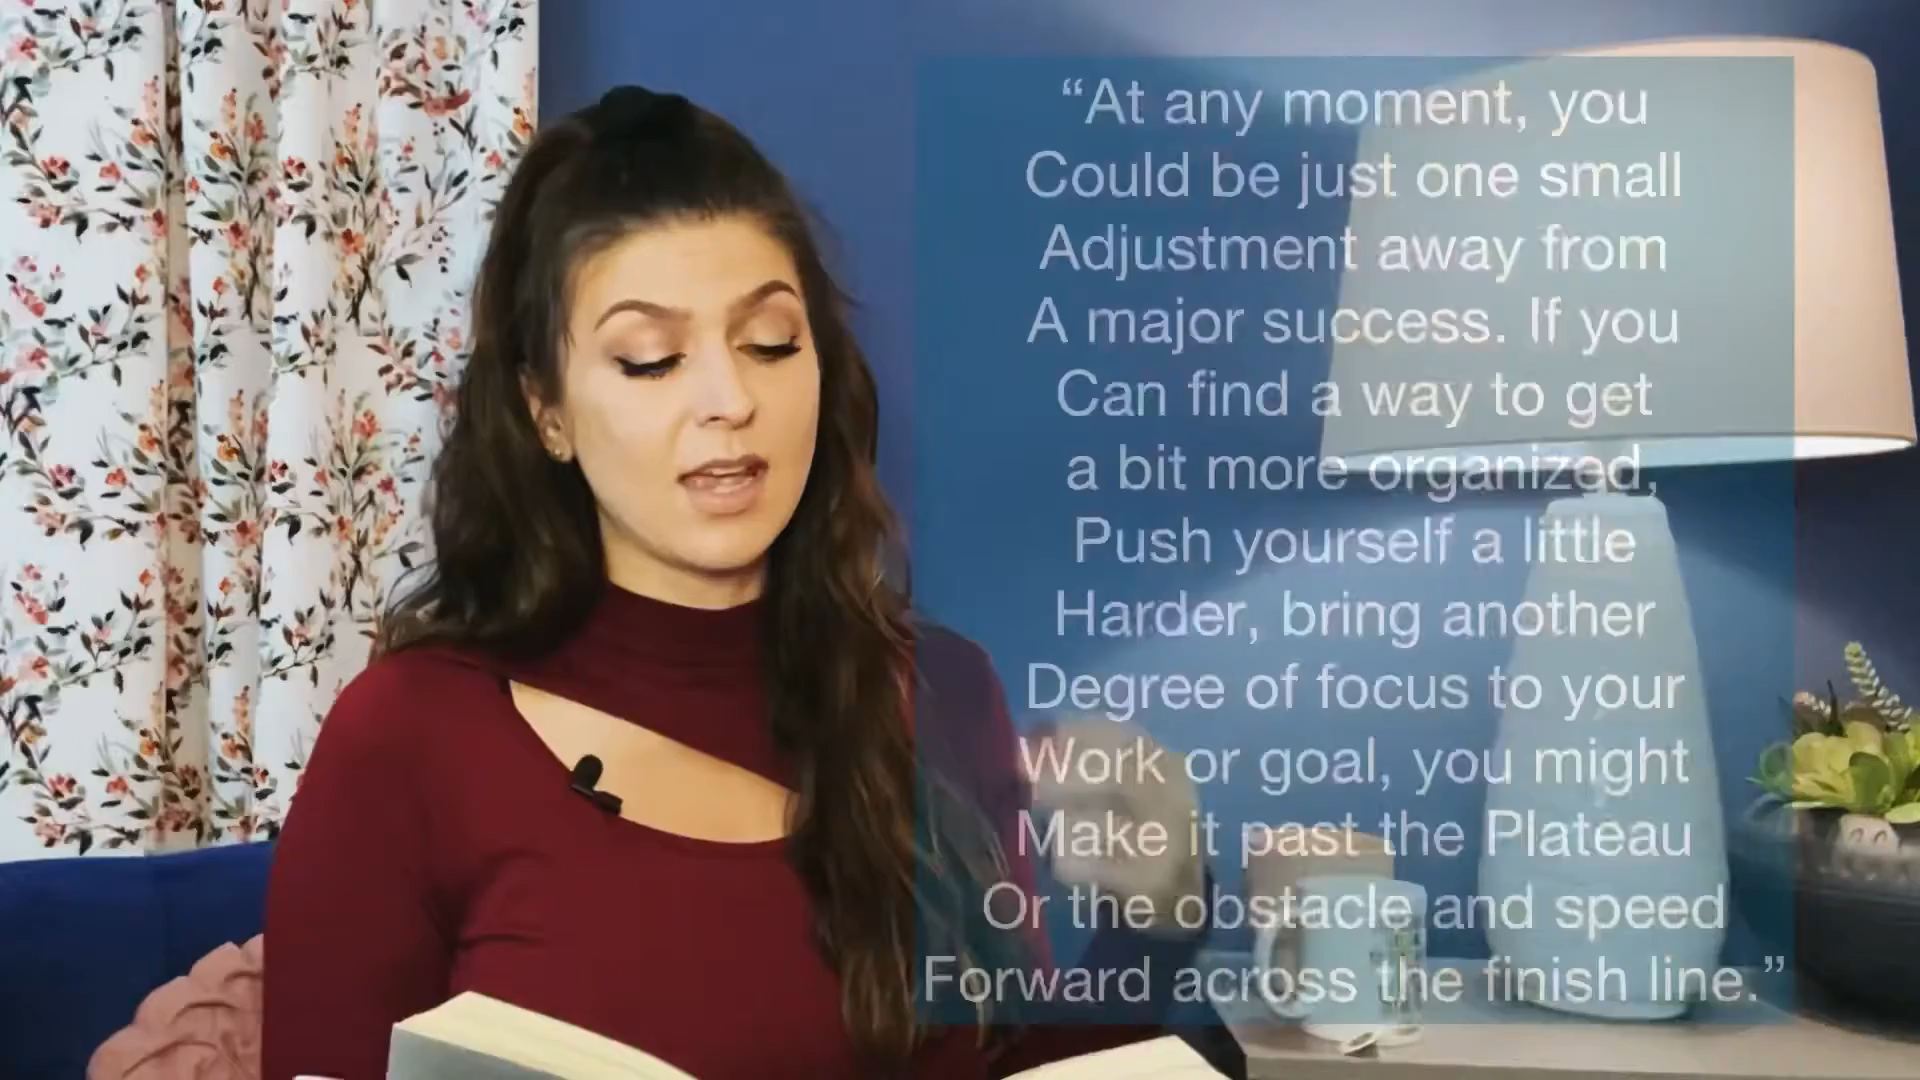 “At any moment, you
Could be just one small
Adjustment away from
A major success. If you
Can find a way to get
a bit more organized,
Push yourself a little
Harder, bring another
Degree of focus to your
Work or goal, you might
Make it past the Plateau
Or the obstacle and speed
Forward across the finish line.”